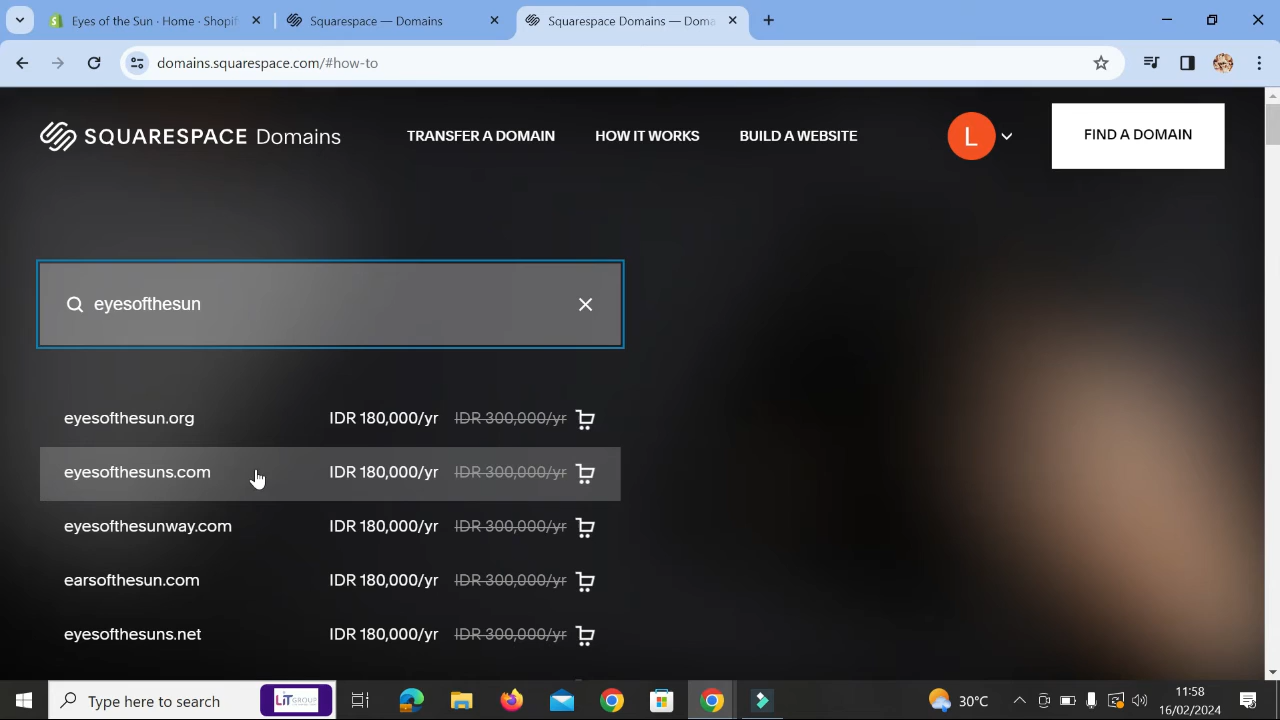 Eyes of the Sun · Home · Shopif
Squarespace — Domains
Squarespace Domains — Doma
domains.squarespace.com/#how-to
SQUARESPACE Domains
TRANSFER A DOMAIN
HOW IT WORKS
BUILD A WEBSITE
L
FIND A DOMAIN
eyesofthesun
eyesofthesun.org IDR 180,000/yr IDR 300,000/yr
eyesofthesuns.com IDR 180,000/yr IDR 300,000/yr
eyesofthesunway.com IDR 180,000/yr IDR 300,000/yr
earsofthesun.com IDR 180,000/yr IDR 300,000/yr
eyesofthesuns.net IDR 180,000/yr IDR 300,000/yr
Type here to search
LiT GROUP
30°C
11:58
16/02/2024